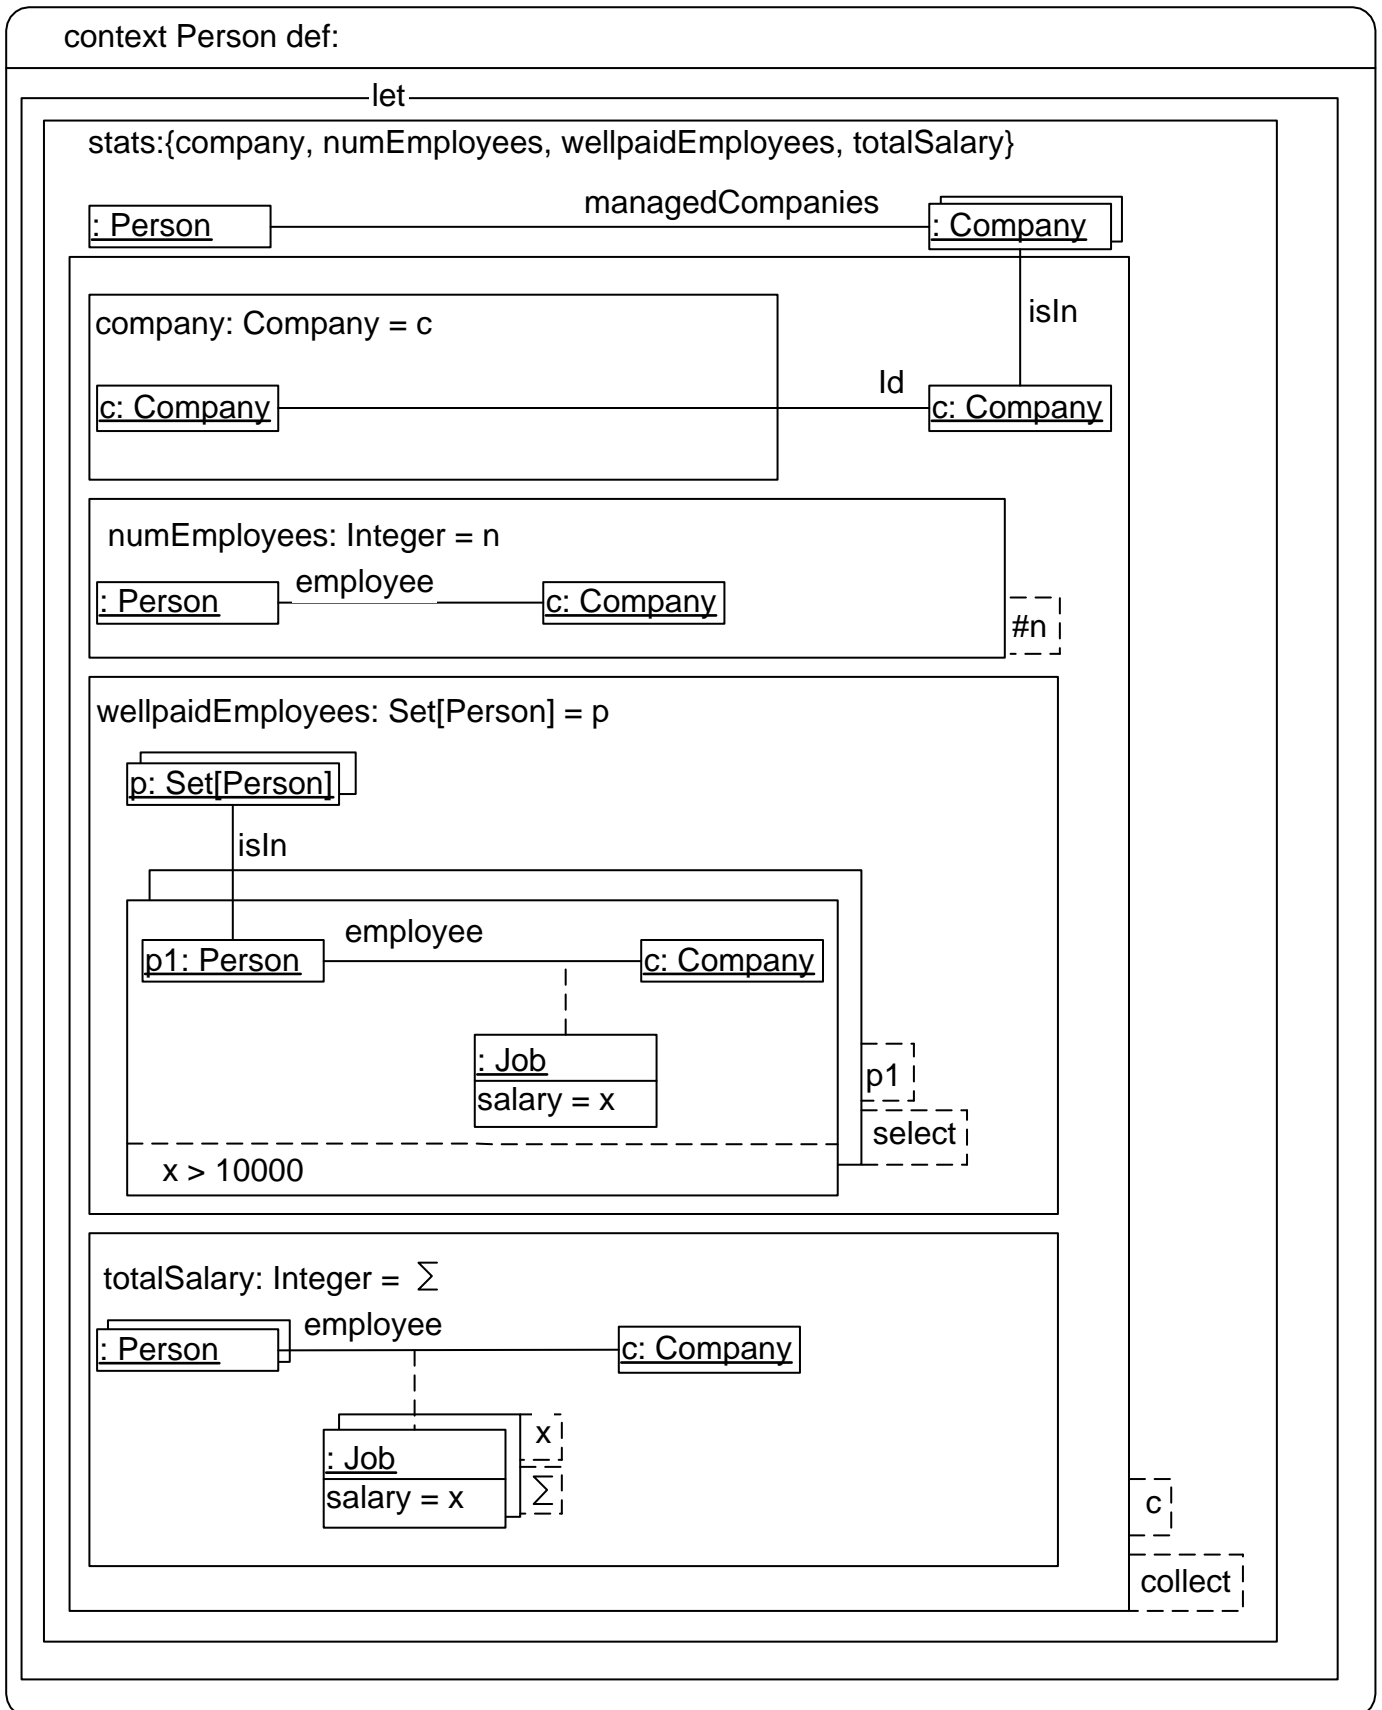 context Person def:
let
stats:{company, numEmployees, wellpaidEmployees, totalSalary}
managedCompanies
: Person
: Company
isIn
company: Company = c
Id
c: Company
c: Company
numEmployees: Integer = n
employee
: Person
c: Company
#n
wellpaidEmployees: Set[Person] = p
p: Set[Person]
isIn
employee
p1: Person
c: Company
: Job
salary = x
p1
select
x > 10000
totalSalary: Integer = ∑
employee
: Person
c: Company
x
: Job
∑
salary = x
c
collect